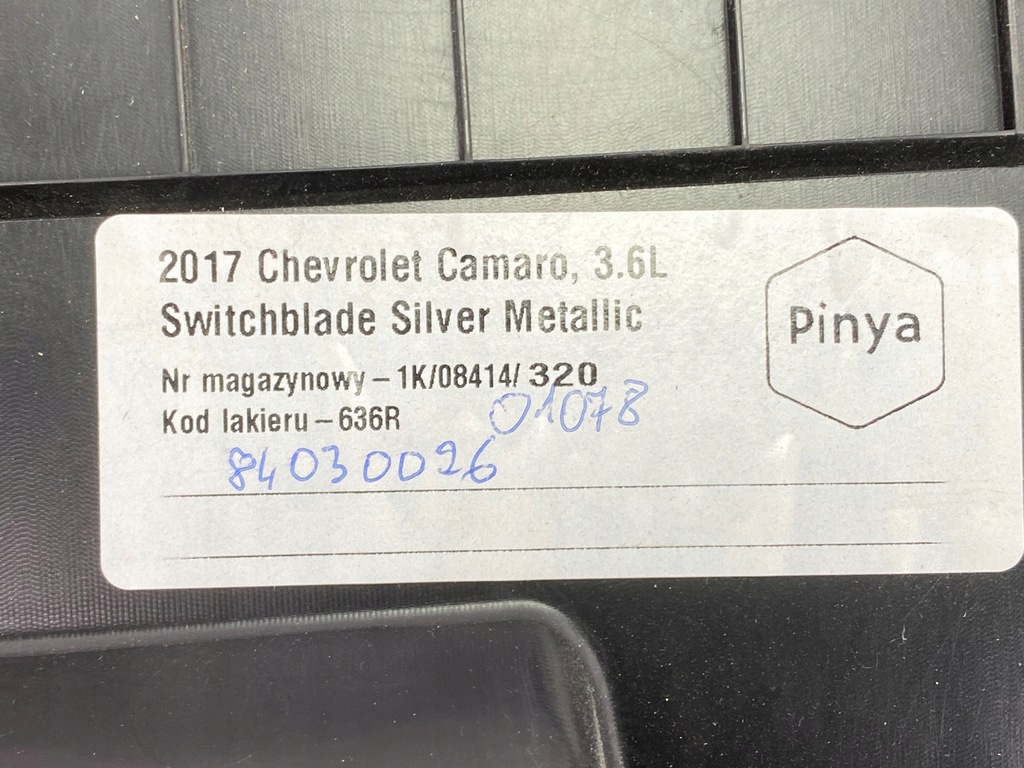 2017 Chevrolet Camaro, 3.6L
Switchblade Silver Metallic
Pinya
Nr magazynowy – 1K/08414/ 320
Kod lakieru – 636R
01078
84030026